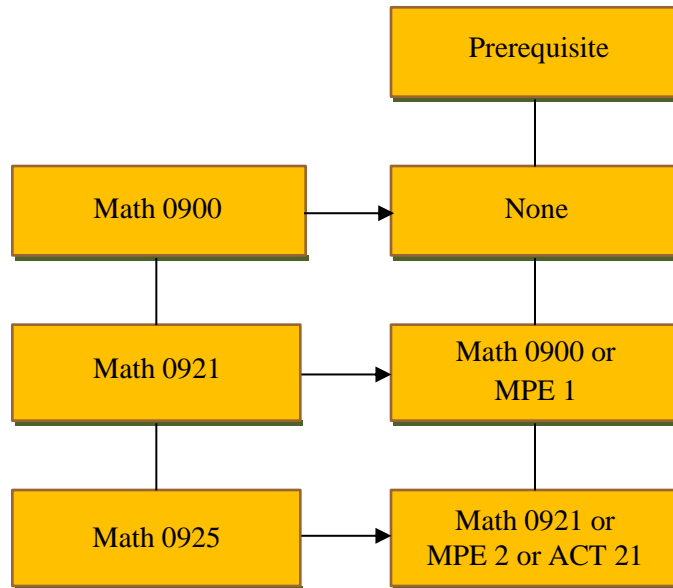 Prerequisite
Math 0900
None
Math 0921
Math 0900 or
MPE 1
Math 0925
Math 0921 or
MPE 2 or ACT 21